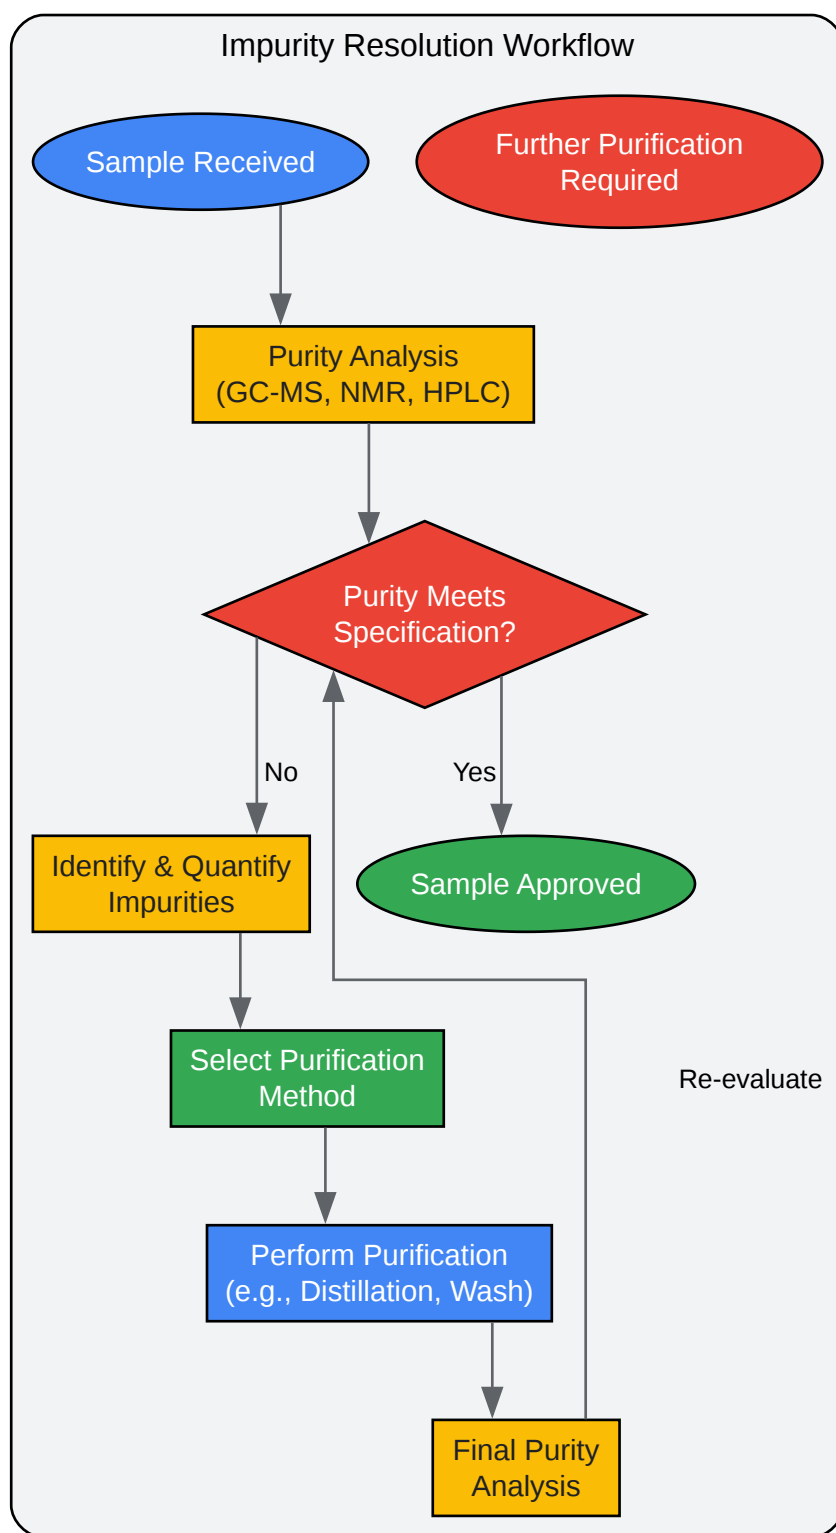 Impurity Resolution Workflow
Sample Received
Further Purification
Required
Purity Analysis
(GC-MS, NMR, HPLC)
Purity Meets
Specification?
No
Yes
Identify & Quantify
Impurities
Sample Approved
Select Purification
Method
Re-evaluate
Perform Purification
(e.g., Distillation, Wash)
Final Purity
Analysis